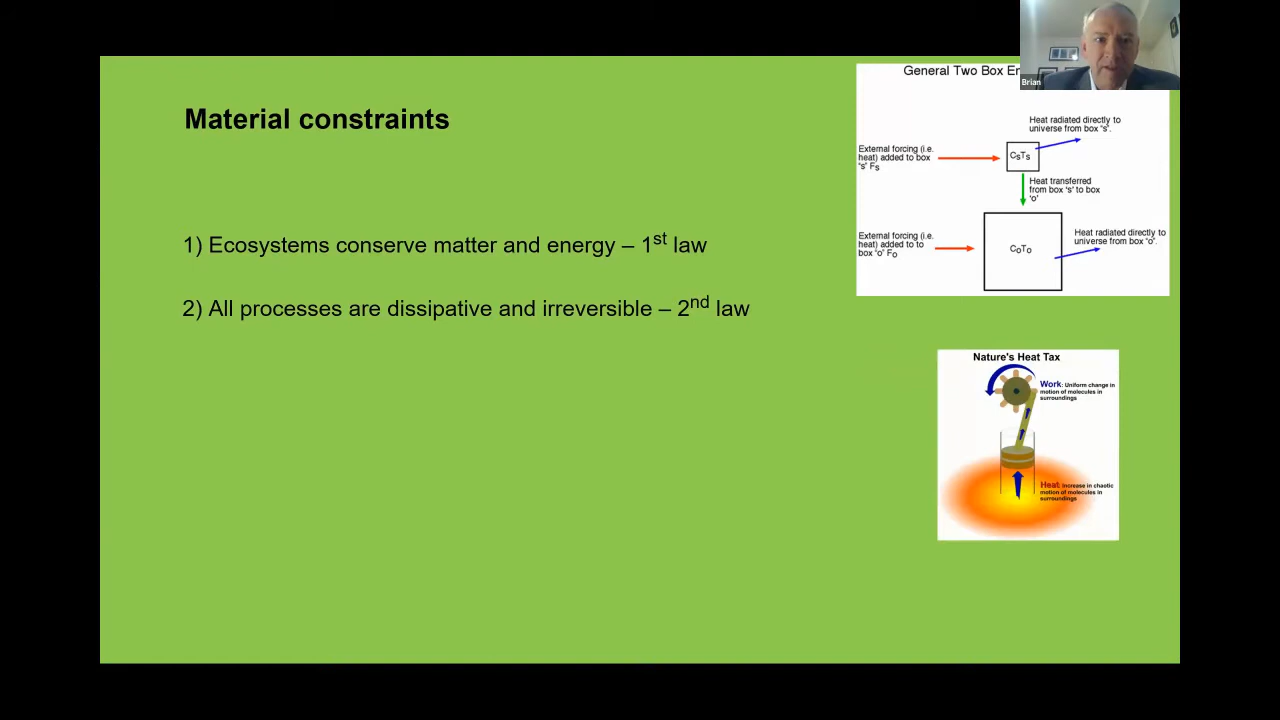 Material constraints
1) Ecosystems conserve matter and energy – 1st law
2) All processes are dissipative and irreversible – 2nd law
General Two Box
Brian
Heat radiated directly to
universe from box "s".
External forcing (i.e.
heat) added to box
"s" Fs
CsTs
Heat transferred
from box 's' to box
'o'
External forcing (i.e.
heat) added to to
box "o" Fo
CoTo
Heat radiated directly to
universe from box "o".
Nature's Heat Tax
Work: Uniform change in
motion of molecules in
surroundings
Heat: Increase in chaotic
motion of molecules in
surroundings